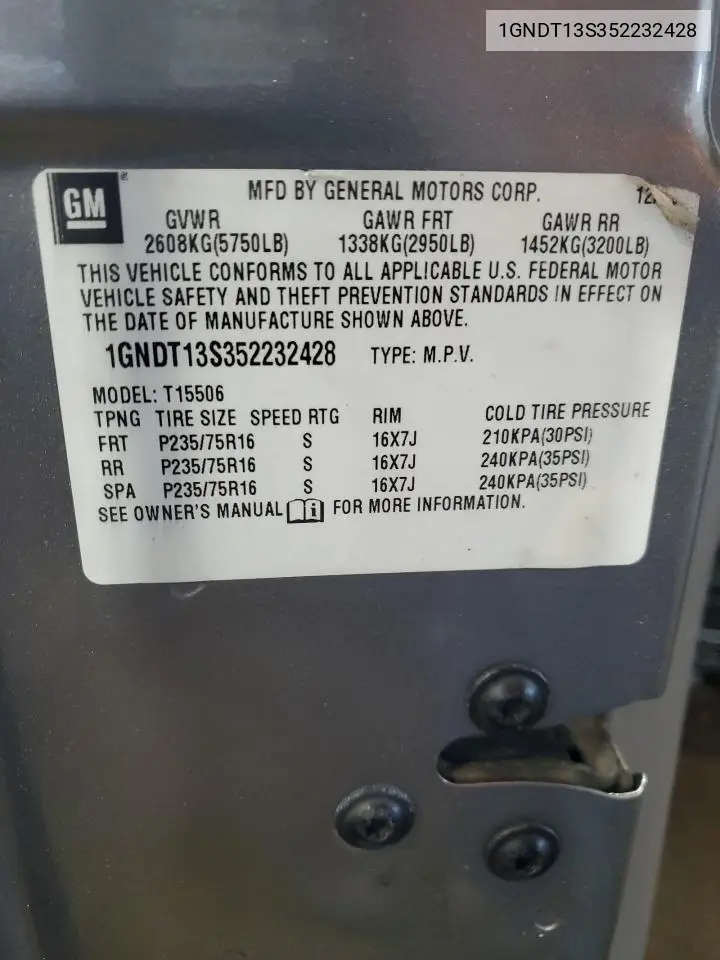 1GNDT13S352232428
GM
MFD BY GENERAL MOTORS CORP.
GVWR GAWR FRT GAWR RR
2608KG(5750LB) 1338KG(2950LB) 1452KG(3200LB)
THIS VEHICLE CONFORMS TO ALL APPLICABLE U.S. FEDERAL MOTOR
VEHICLE SAFETY AND THEFT PREVENTION STANDARDS IN EFFECT ON
THE DATE OF MANUFACTURE SHOWN ABOVE.
1GNDT13S352232428 TYPE: M.P.V.
MODEL: T15506
TPNG TIRE SIZE SPEED RTG RIM COLD TIRE PRESSURE
FRT P235/75R16 S 16X7J 210KPA(30PSI)
RR P235/75R16 S 16X7J 240KPA(35PSI)
SPA P235/75R16 S 16X7J 240KPA(35PSI)
SEE OWNER'S MANUAL i FOR MORE INFORMATION.